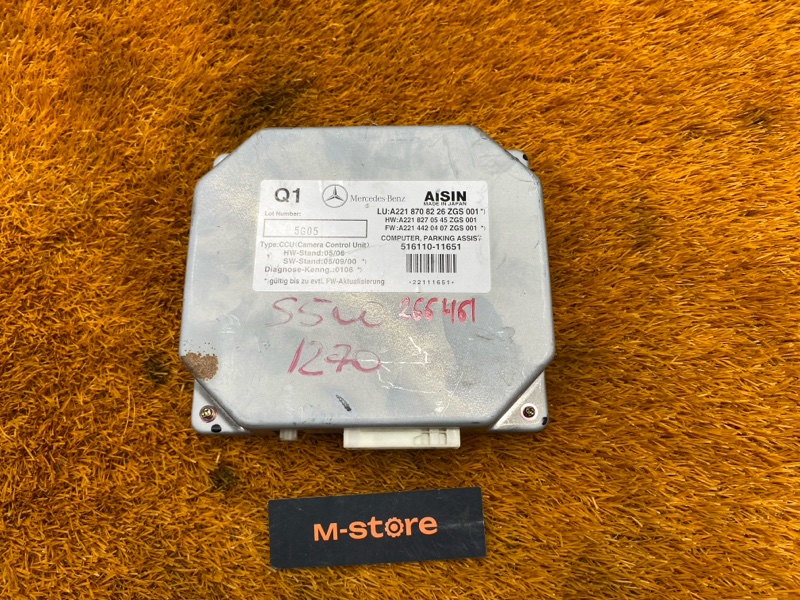 Q1
Mercedes-Benz
AISIN
MADE IN JAPAN
Lot Number:
5G05
LU:A221 870 82 26 ZGS 001 *)
HW:A221 827 05 45 ZGS 001
FW:A221 442 04 07 ZGS 001 *)
Type:CCU(Camera Control Unit)
HW-Stand:05/06
SW-Stand:05/09/00 *)
Diagnose-Kenng.:0106 *)
COMPUTER, PARKING ASSIST
516110-11651
*)gültig bis zu evtl. FW-Aktualisierung
*22111651*
266461
1270
M-store